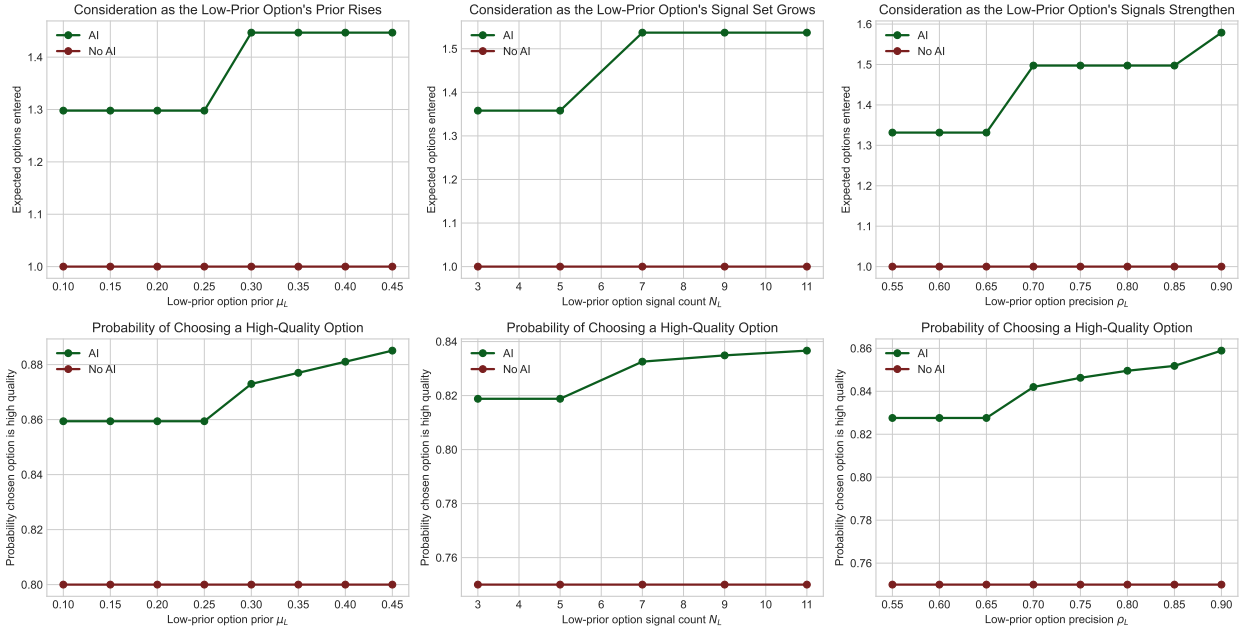 Consideration as the Low-Prior Option's Prior Rises
AI
No AI
Expected options entered
1.4
1.3
1.2
1.1
1.0
0.10 0.15 0.20 0.25 0.30 0.35 0.40 0.45
Low-prior option prior μL
Consideration as the Low-Prior Option's Signal Set Grows
AI
No AI
Expected options entered
1.5
1.4
1.3
1.2
1.1
1.0
3 4 5 6 7 8 9 10 11
Low-prior option signal count NL
Consideration as the Low-Prior Option's Signals Strengthen
AI
No AI
Expected options entered
1.6
1.5
1.4
1.3
1.2
1.1
1.0
0.55 0.60 0.65 0.70 0.75 0.80 0.85 0.90
Low-prior option precision ρL
Probability of Choosing a High-Quality Option
AI
No AI
Probability chosen option is high quality
0.88
0.86
0.84
0.82
0.80
0.10 0.15 0.20 0.25 0.30 0.35 0.40 0.45
Low-prior option prior μL
Probability of Choosing a High-Quality Option
AI
No AI
Probability chosen option is high quality
0.84
0.82
0.80
0.78
0.76
3 4 5 6 7 8 9 10 11
Low-prior option signal count NL
Probability of Choosing a High-Quality Option
AI
No AI
Probability chosen option is high quality
0.86
0.84
0.82
0.80
0.78
0.76
0.55 0.60 0.65 0.70 0.75 0.80 0.85 0.90
Low-prior option precision ρL